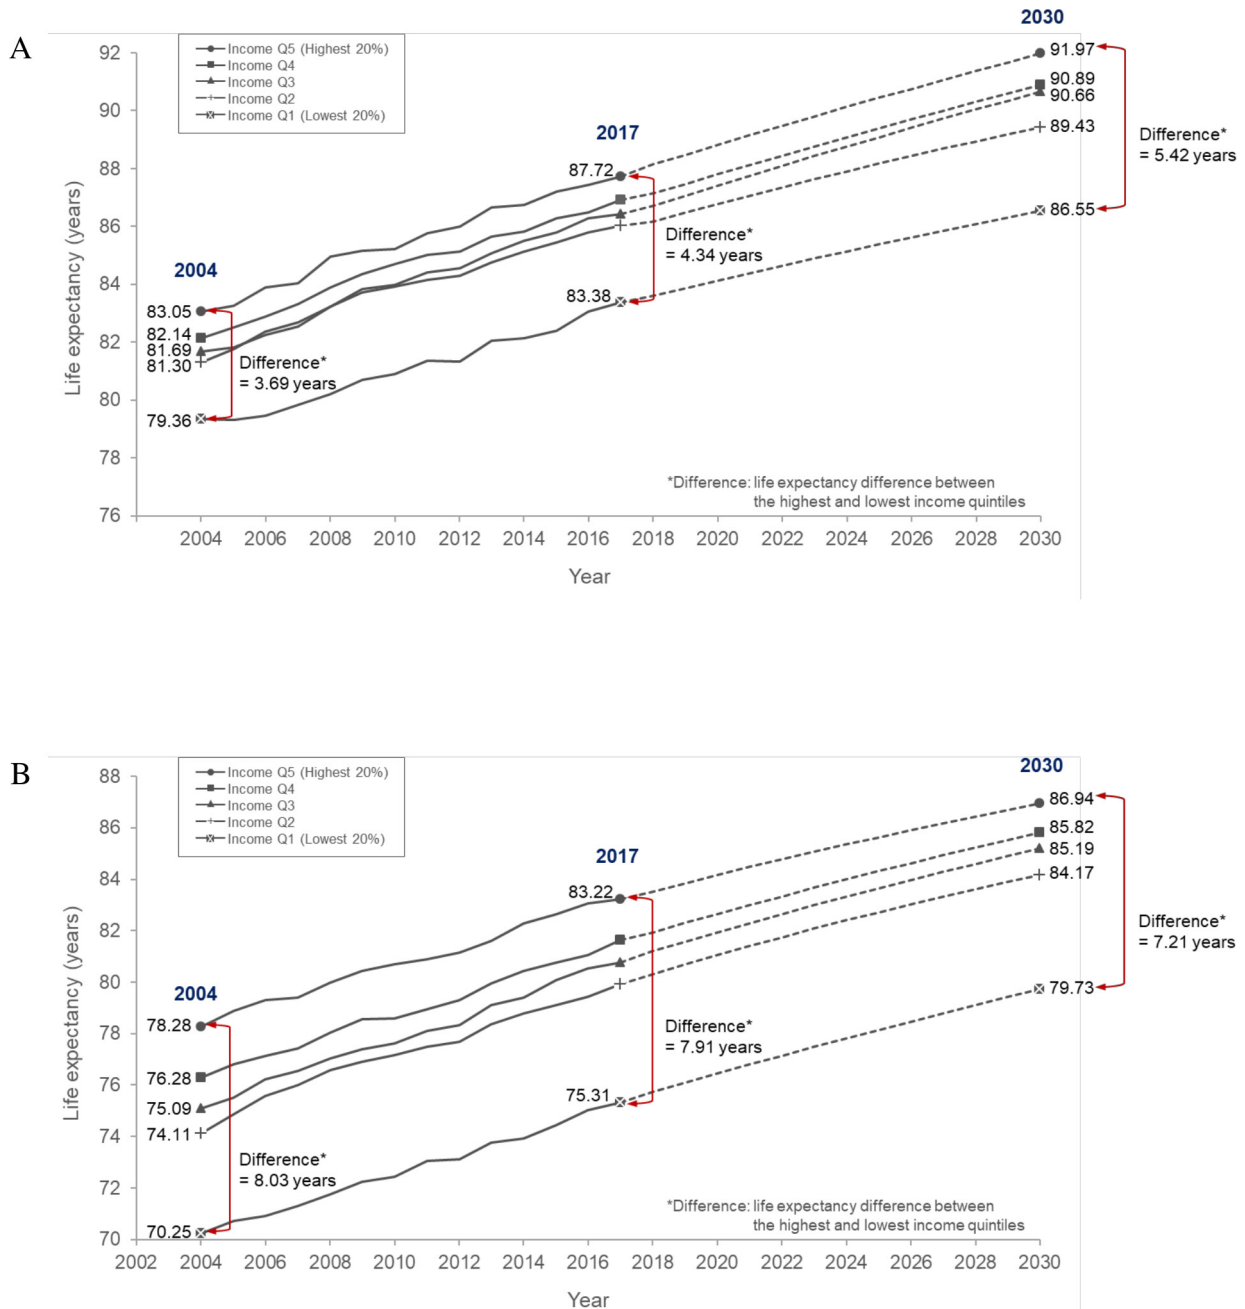 A
2030
Income Q5 (Highest 20%)
Income Q4
Income Q3
Income Q2
Income Q1 (Lowest 20%)
92
90
88
86
84
82
80
78
76
Life expectancy (years)
2004
83.05
82.14
81.69
81.30
79.36
Difference*
= 3.69 years
2017
87.72
83.38
Difference*
= 4.34 years
91.97
90.89
90.66
89.43
86.55
Difference*
= 5.42 years
*Difference: life expectancy difference between
the highest and lowest income quintiles
2002 2004 2006 2008 2010 2012 2014 2016 2018 2020 2022 2024 2026 2028 2030
Year
B
2030
Income Q5 (Highest 20%)
Income Q4
Income Q3
Income Q2
Income Q1 (Lowest 20%)
88
86
84
82
80
78
76
74
72
70
Life expectancy (years)
2004
78.28
76.28
75.09
74.11
70.25
Difference*
= 8.03 years
2017
83.22
75.31
Difference*
= 7.91 years
86.94
85.82
85.19
84.17
79.73
Difference*
= 7.21 years
*Difference: life expectancy difference between
the highest and lowest income quintiles
2002 2004 2006 2008 2010 2012 2014 2016 2018 2020 2022 2024 2026 2028 2030
Year